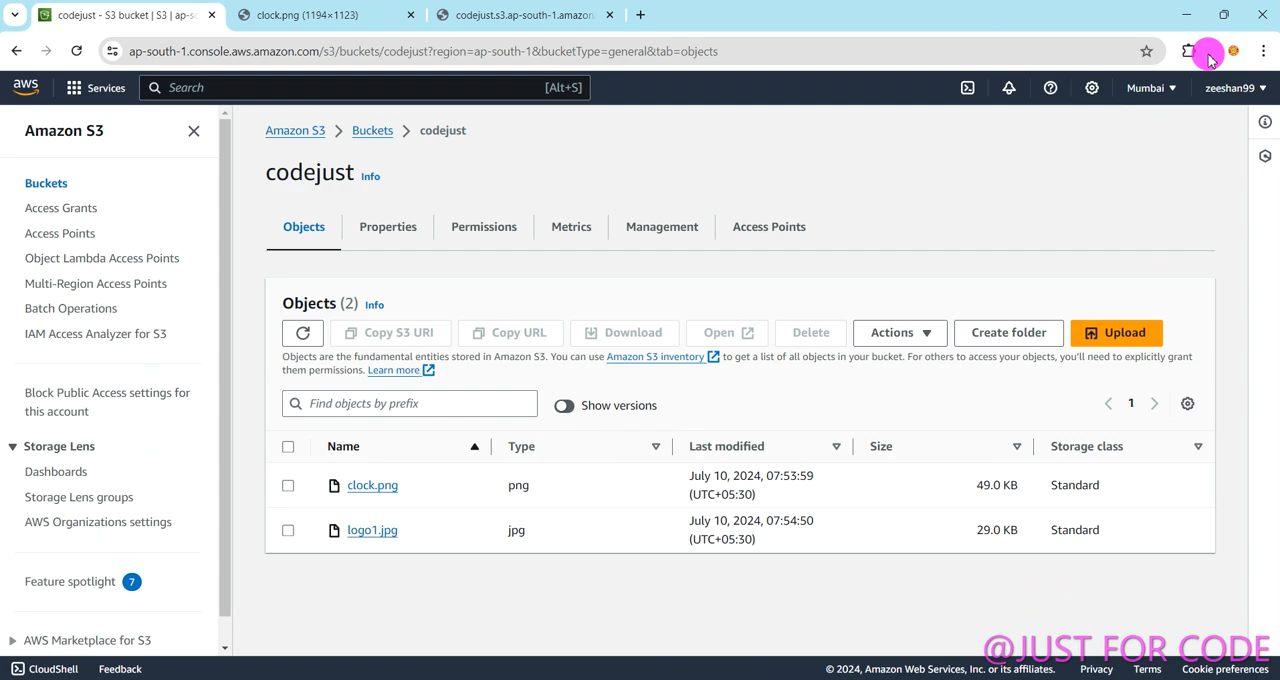 codejust - S3 bucket | S3 | ap-s
clock.png (1194×1123)
codejust.s3.ap-south-1.amazon
ap-south-1.console.aws.amazon.com/s3/buckets/codejust?region=ap-south-1&bucketType=general&tab=objects
aws
Services
Search
[Alt+S]
Mumbai
zeeshan99
Amazon S3
Buckets
Access Grants
Access Points
Object Lambda Access Points
Multi-Region Access Points
Batch Operations
IAM Access Analyzer for S3
Block Public Access settings for
this account
Storage Lens
Dashboards
Storage Lens groups
AWS Organizations settings
Feature spotlight 7
AWS Marketplace for S3
Amazon S3 > Buckets > codejust
codejust Info
Objects
Properties
Permissions
Metrics
Management
Access Points
Objects (2) Info
Copy S3 URI
Copy URL
Download
Open
Delete
Actions
Create folder
Upload
Objects are the fundamental entities stored in Amazon S3. You can use Amazon S3 inventory to get a list of all objects in your bucket. For others to access your objects, you'll need to explicitly grant
them permissions. Learn more
Find objects by prefix
Show versions
1
Name Type Last modified Size Storage class
clock.png png July 10, 2024, 07:53:59 (UTC+05:30) 49.0 KB Standard
logo1.jpg jpg July 10, 2024, 07:54:50 (UTC+05:30) 29.0 KB Standard
@JUST FOR CODE
CloudShell
Feedback
© 2024, Amazon Web Services, Inc. or its affiliates.
Privacy
Terms
Cookie preferences